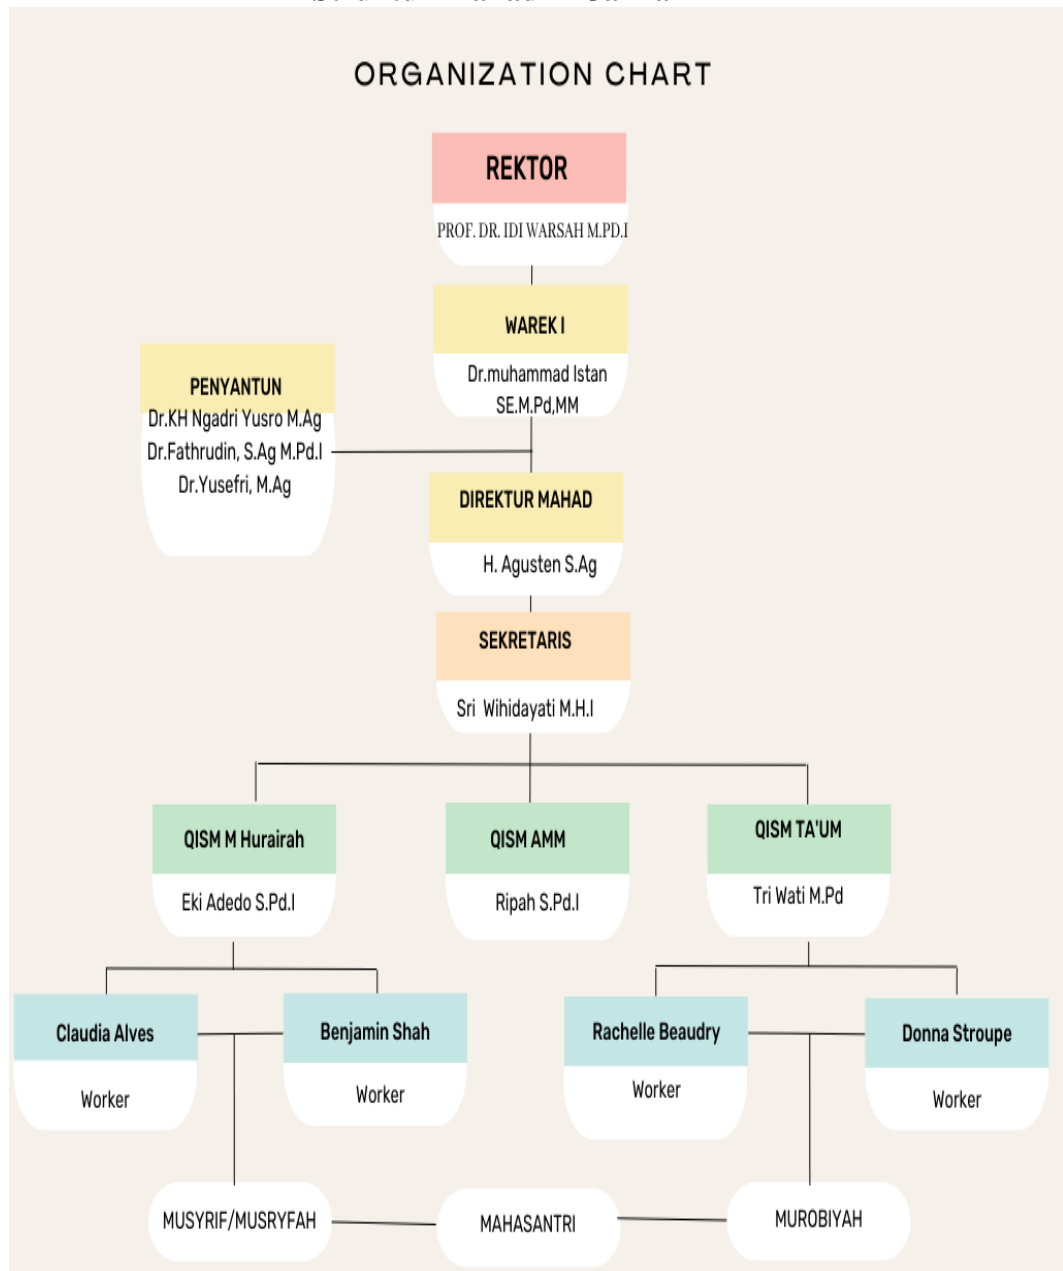 ORGANIZATION CHART
REKTOR
PROF. DR. IDI WARSAH M.PD.I
WAREK I
Dr.muhammad Istan
SE.M.Pd,MM
PENYANTUN
Dr.KH Ngadri Yusro M.Ag
Dr.Fathrudin, S.Ag M.Pd.I
Dr.Yusefri, M.Ag
DIREKTUR MAHAD
H. Agusten S.Ag
SEKRETARIS
Sri Wihidayati M.H.I
QISM M Hurairah
Eki Adedo S.Pd.I
QISM AMM
Ripah S.Pd.I
QISM TA'UM
Tri Wati M.Pd
Claudia Alves
Worker
Benjamin Shah
Worker
Rachelle Beaudry
Worker
Donna Stroupe
Worker
MUSYRIF/MUSRYFAH
MAHASANTRI
MUROBIYAH